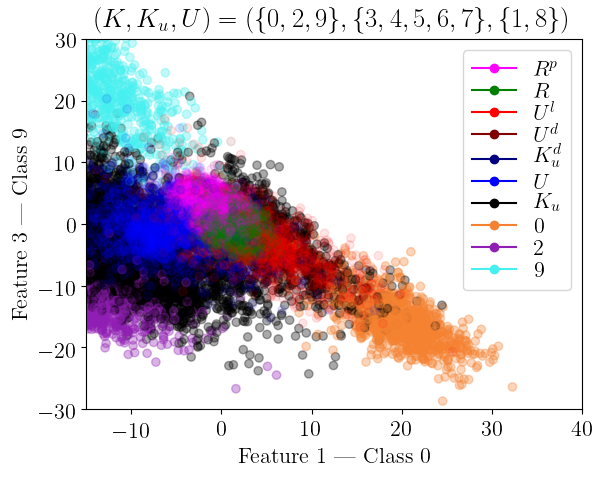 (K, K_u, U) = ({0, 2, 9}, {3, 4, 5, 6, 7}, {1, 8})
30
20
10
0
−10
−20
−30
Feature 3 — Class 9
R^p
R
U^l
U^d
K_u^d
U
K_u
0
2
9
−10 0 10 20 30 40
Feature 1 — Class 0